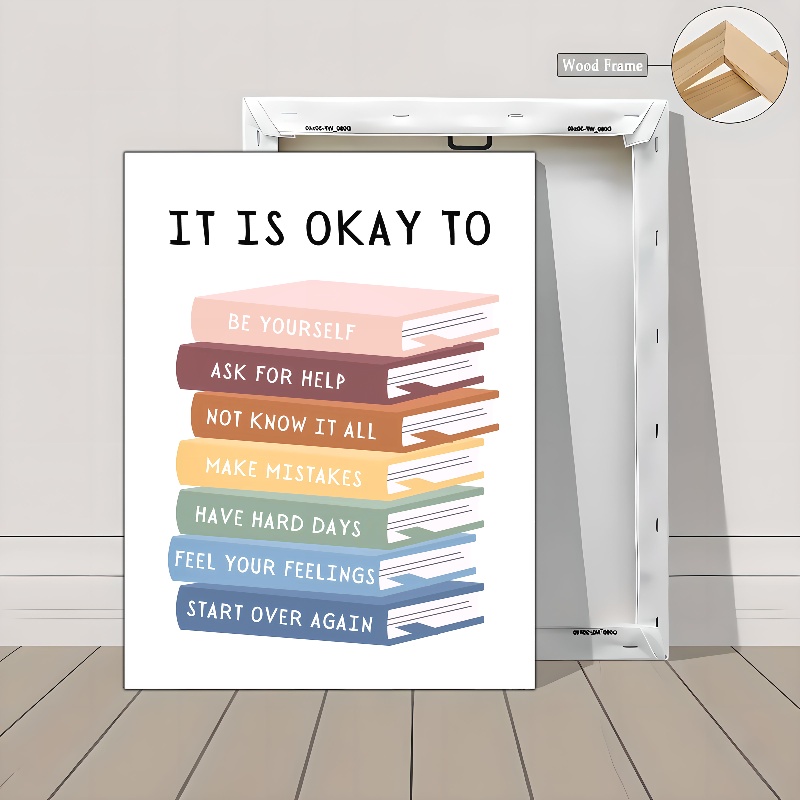 Wood Frame
IT IS OKAY TO
BE YOURSELF
ASK FOR HELP
NOT KNOW IT ALL
MAKE MISTAKES
HAVE HARD DAYS
FEEL YOUR FEELINGS
START OVER AGAIN